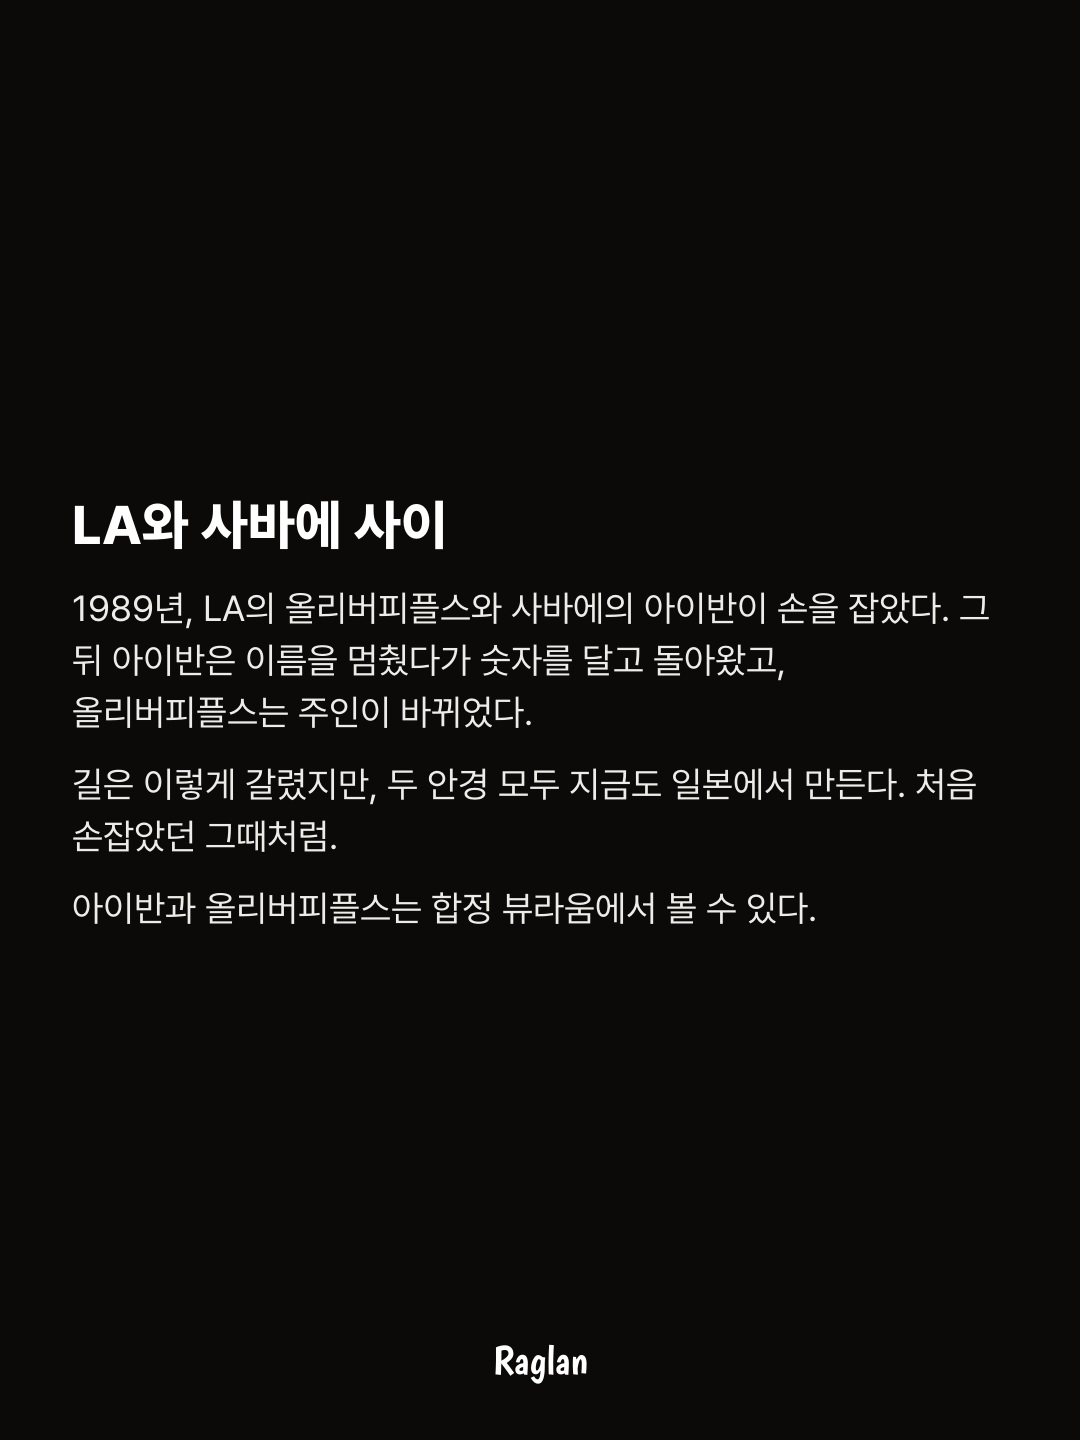 LA와 사바에 사이
1989년, LA의 올리버피플스와 사바에의 아이반이 손을 잡았다. 그
뒤 아이반은 이름을 멈췄다가 숫자를 달고 돌아왔고,
올리버피플스는 주인이 바뀌었다.
길은 이렇게 갈렸지만, 두 안경 모두 지금도 일본에서 만든다. 처음
손잡았던 그때처럼.
아이반과 올리버피플스는 합정 뷰라움에서 볼 수 있다.
Raglan